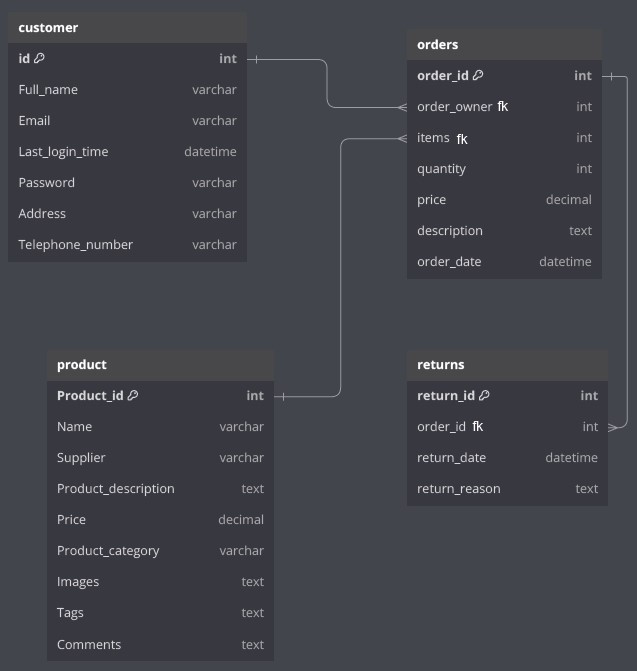 customer
id int
Full_name varchar
Email varchar
Last_login_time datetime
Password varchar
Address varchar
Telephone_number varchar
orders
order_id int
order_owner fk int
items fk int
quantity int
price decimal
description text
order_date datetime
product
Product_id int
Name varchar
Supplier varchar
Product_description text
Price decimal
Product_category varchar
Images text
Tags text
Comments text
returns
return_id int
order_id fk int
return_date datetime
return_reason text